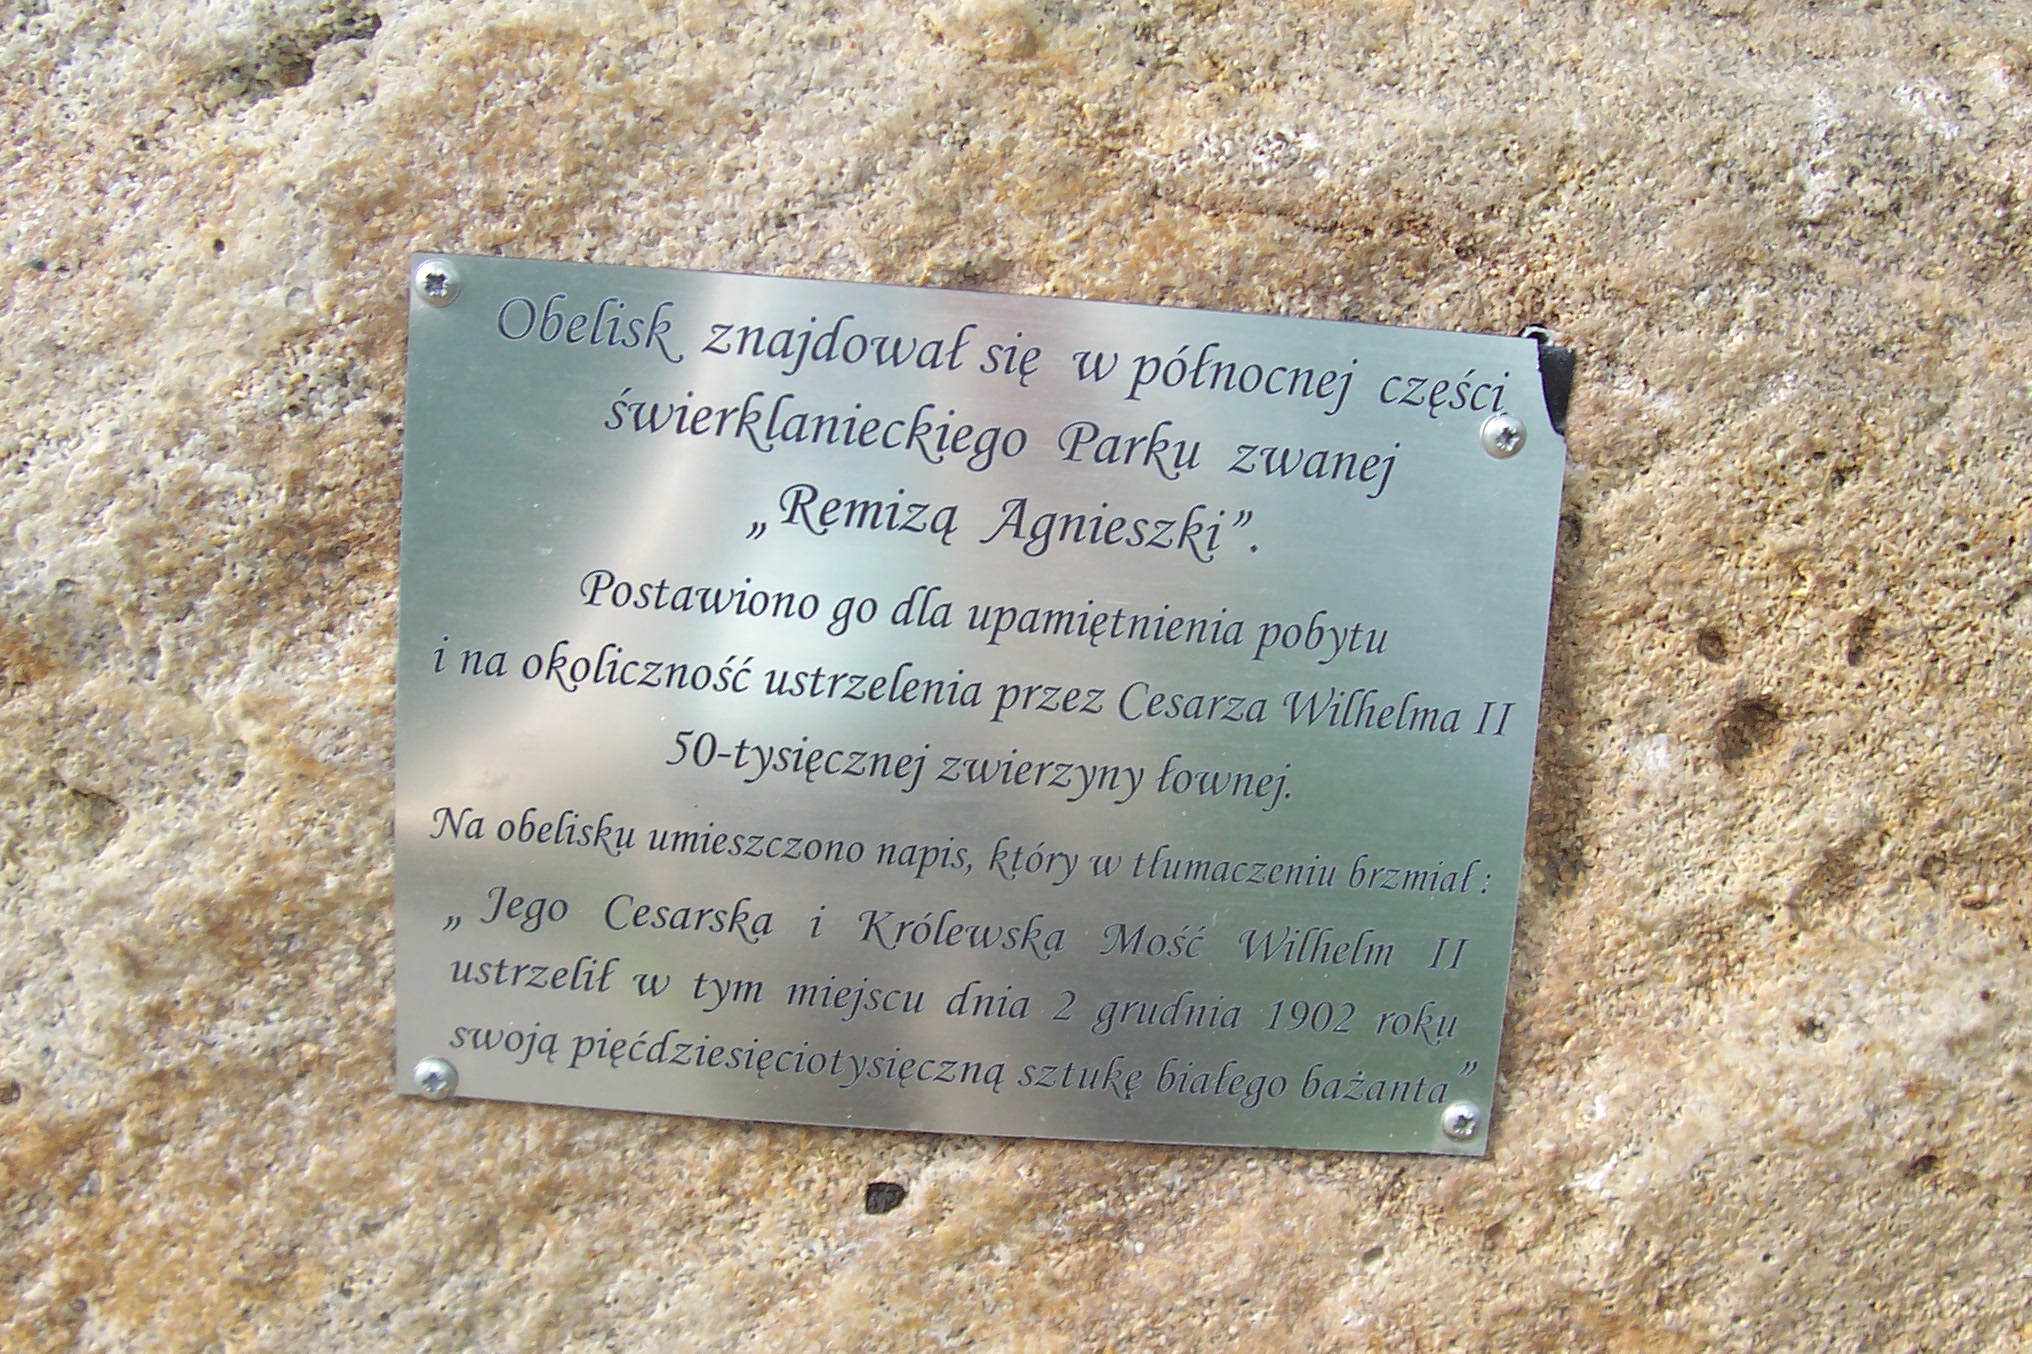 Obelisk znajdował się w północnej części
świerklanieckiego Parku zwanej
„Remizą Agnieszki”.
Postawiono go dla upamiętnienia pobytu
i na okoliczność ustrzelenia przez Cesarza Wilhelma II
50-tysięcznej zwierzyny łownej.
Na obelisku umieszczono napis, który w tłumaczeniu brzmiał :
„Jego Cesarska i Królewska Mość Wilhelm II
ustrzelił w tym miejscu dnia 2 grudnia 1902 roku
swoją pięćdziesięciotysięczną sztukę białego bażanta”